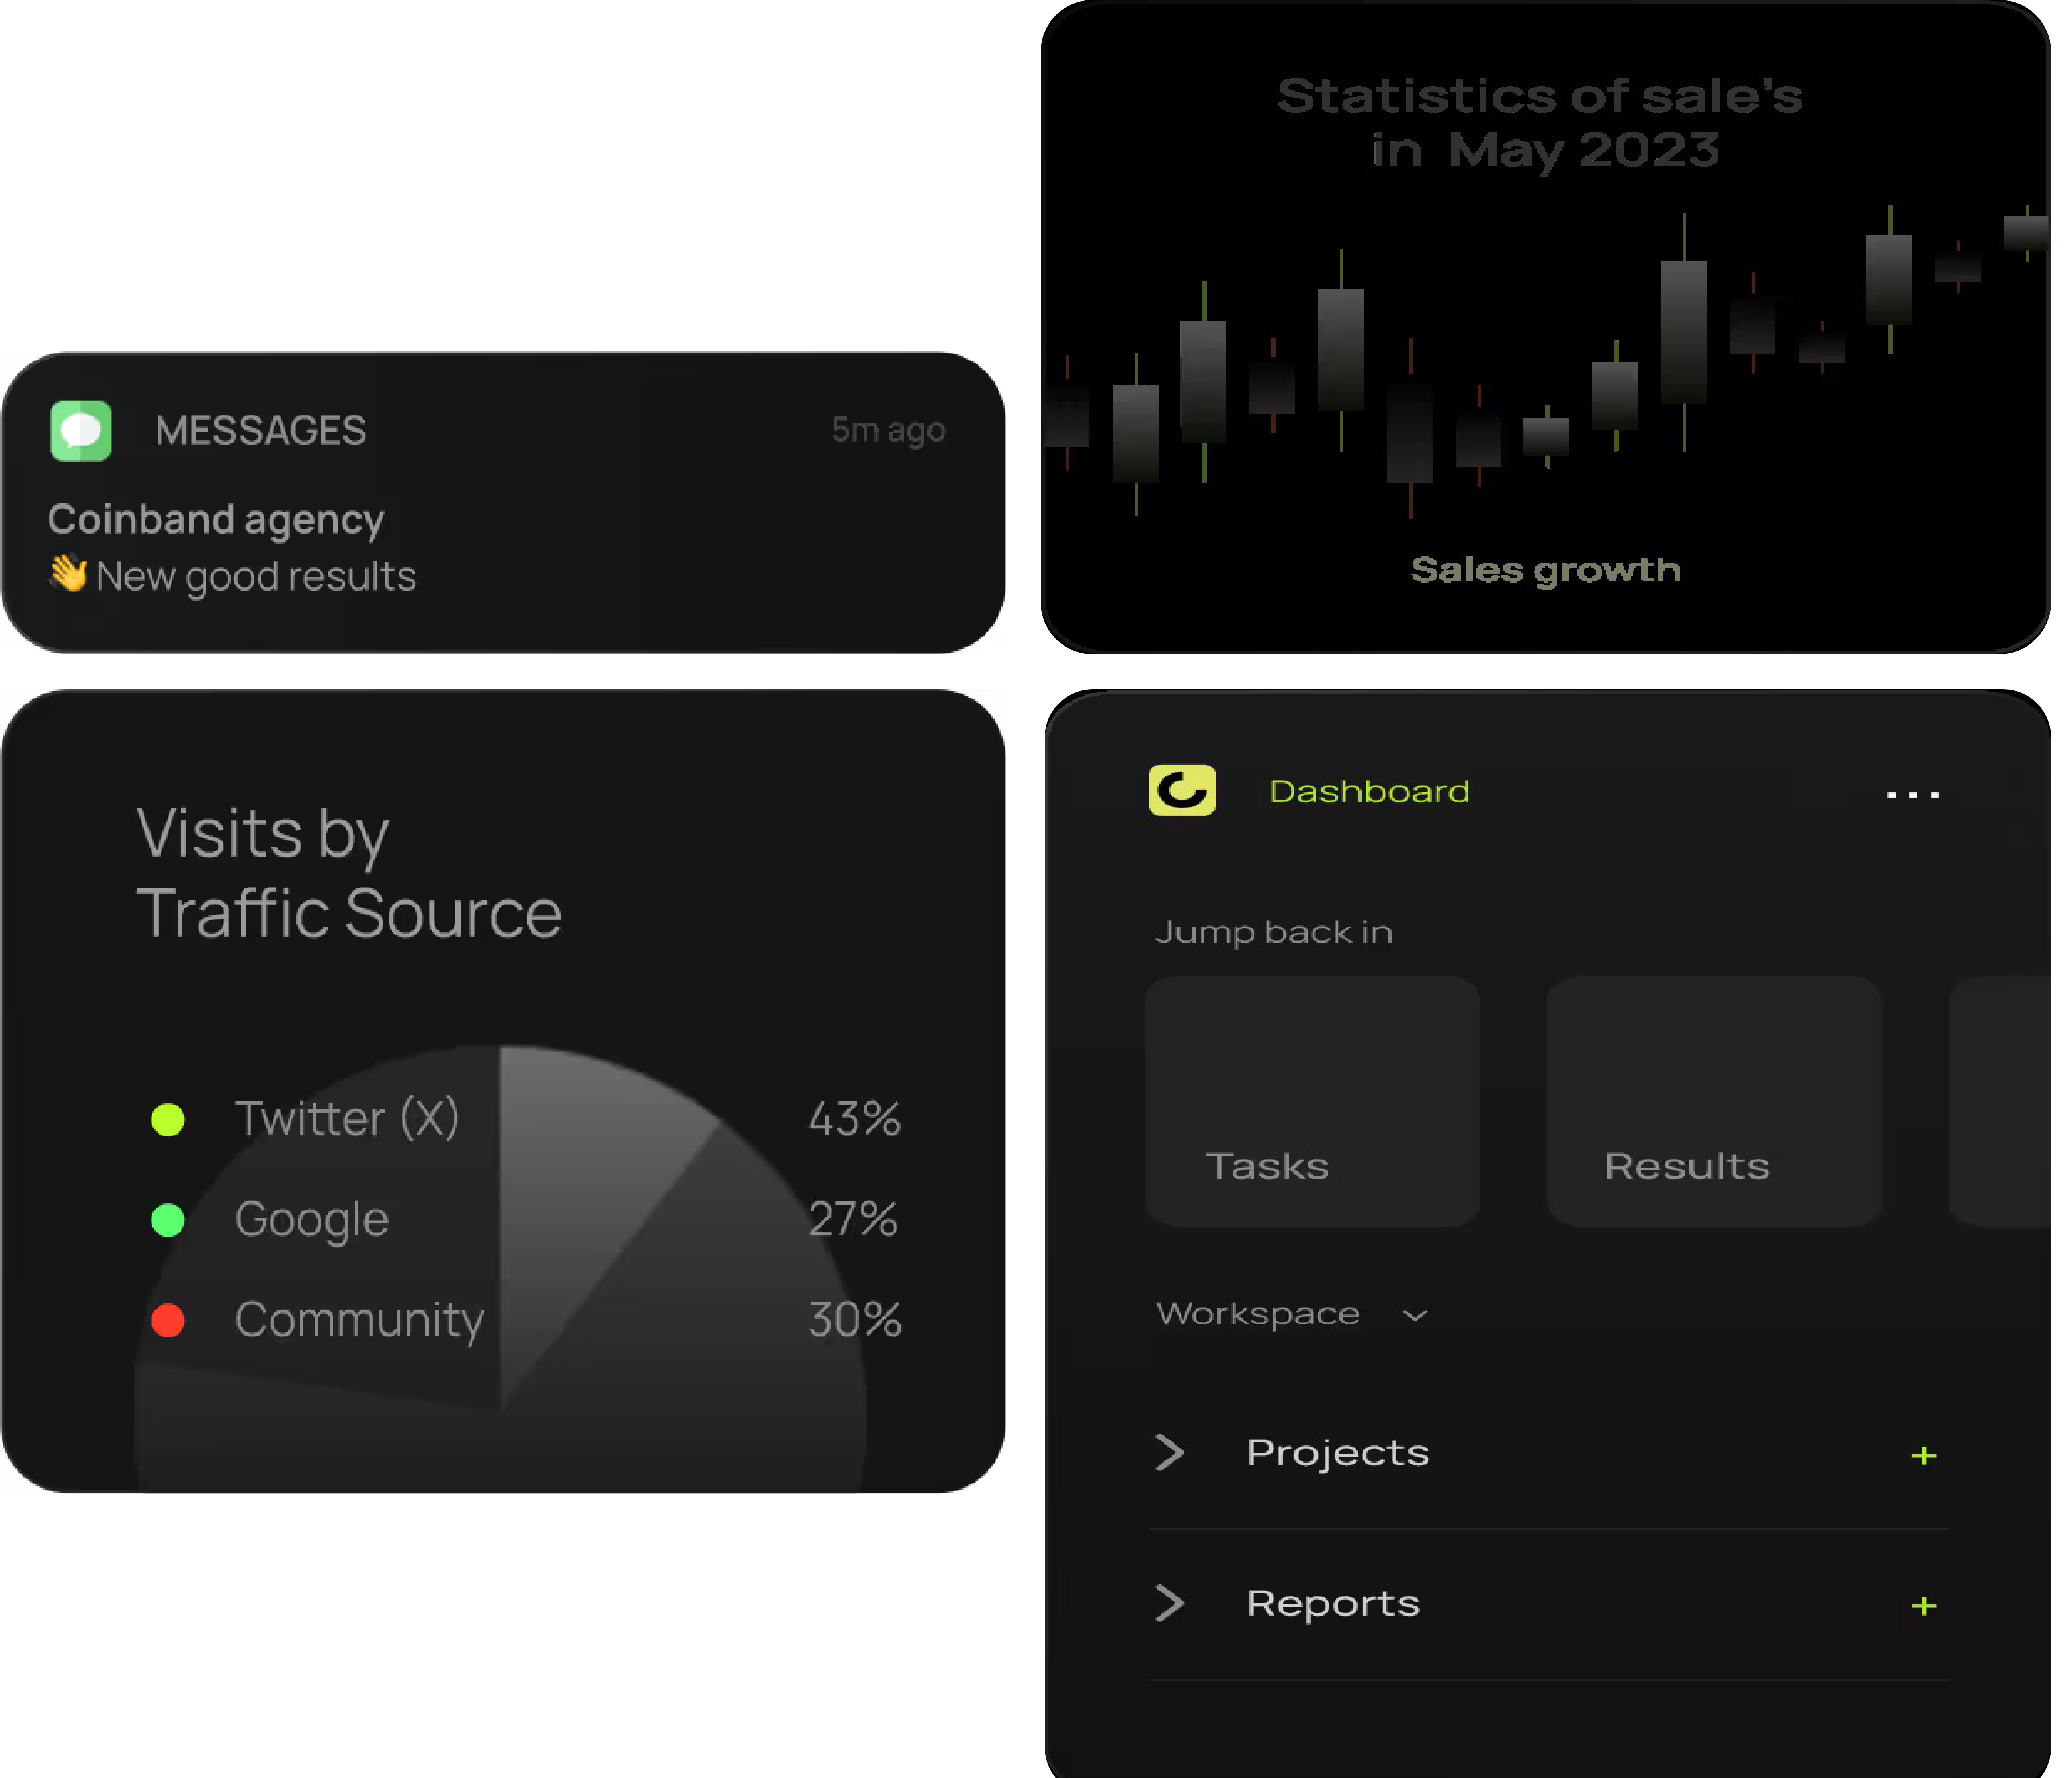 Statistics of sale’s
in May 2023
Sales growth
MESSAGES
5m ago
Coinband agency
👋 New good results
Visits by
Traffic Source
Twitter (X) 43%
Google 27%
Community 30%
Dashboard
Jump back in
Tasks
Results
Workspace
Projects +
Reports +